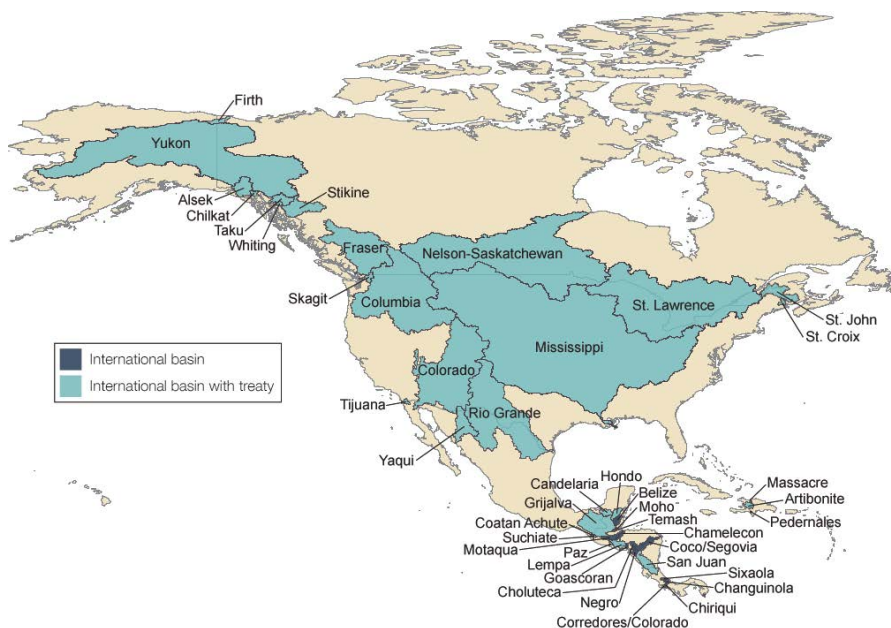 Firth
Yukon
Alsek
Chilkat
Taku
Whiting
Stikine
Fraser
Nelson-Saskatchewan
Skagit
Columbia
St. Lawrence
St. John
St. Croix
Mississippi
International basin
International basin with treaty
Colorado
Tijuana
Rio Grande
Yaqui
Hondo
Candelaria
Belize
Grijalva
Moho
Temash
Coatan Achute
Chamelecon
Suchiate
Motaqua
Coco/Segovia
Paz
San Juan
Lempa
Goascoran
Sixaola
Choluteca
Changuinola
Negro
Chiriqui
Corredores/Colorado
Massacre
Artibonite
Pedernales